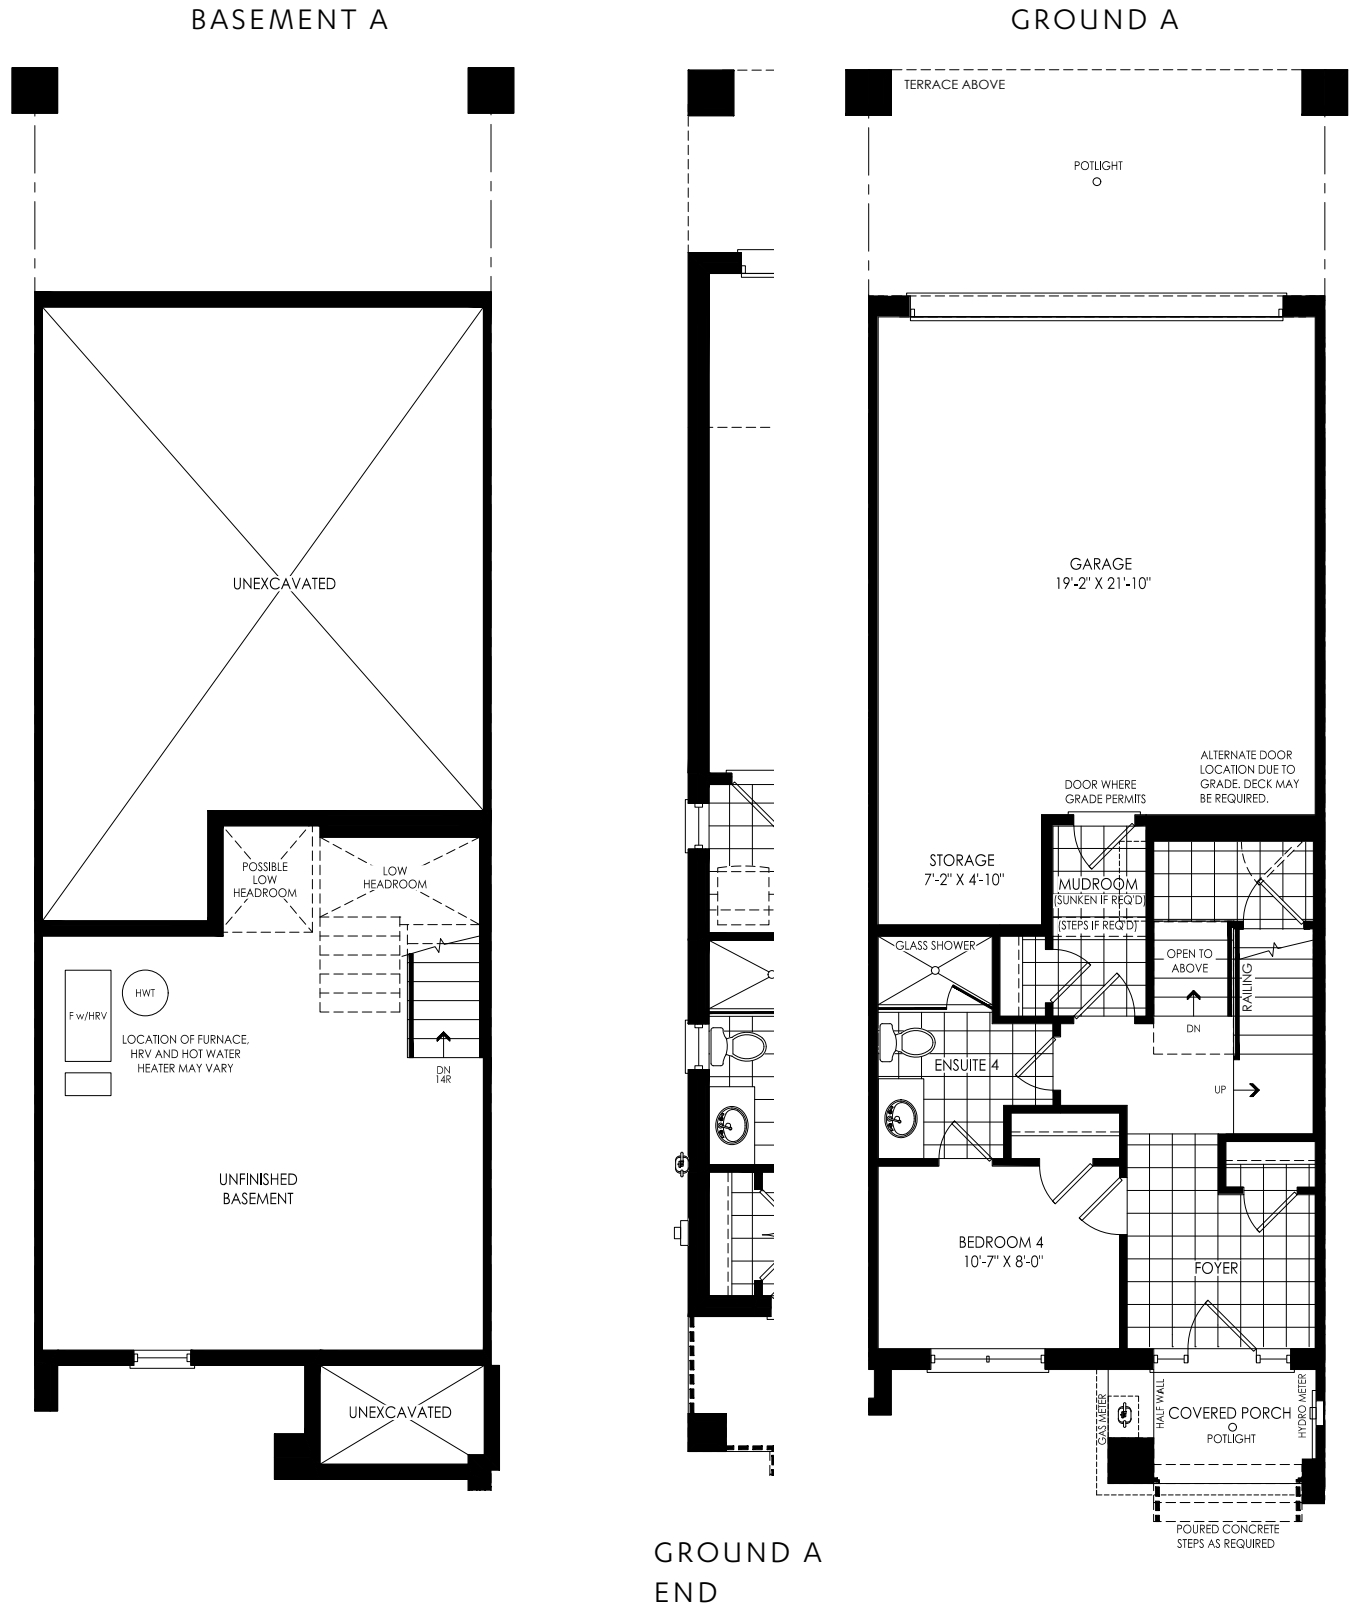 BASEMENT A
GROUND A
TERRACE ABOVE
POTLIGHT
UNEXCAVATED
GARAGE
19'-2" X 21'-10"
ALTERNATE DOOR
LOCATION DUE TO
GRADE. DECK MAY
BE REQUIRED.
DOOR WHERE
GRADE PERMITS
POSSIBLE
LOW
HEADROOM
LOW
HEADROOM
STORAGE
7'-2" X 4'-10"
MUDROOM
(SUNKEN IF REQ'D)
(STEPS IF REQ'D)
GLASS SHOWER
OPEN TO
ABOVE
RAILING
DN
F w/HRV
HWT
LOCATION OF FURNACE,
HRV AND HOT WATER
HEATER MAY VARY
DN
14R
ENSUITE 4
UP
UNFINISHED
BASEMENT
BEDROOM 4
10'-7" X 8'-0"
FOYER
UNEXCAVATED
GAS METER
HALF WALL
COVERED PORCH
POTLIGHT
HYDRO METER
POURED CONCRETE
STEPS AS REQUIRED
GROUND A
END